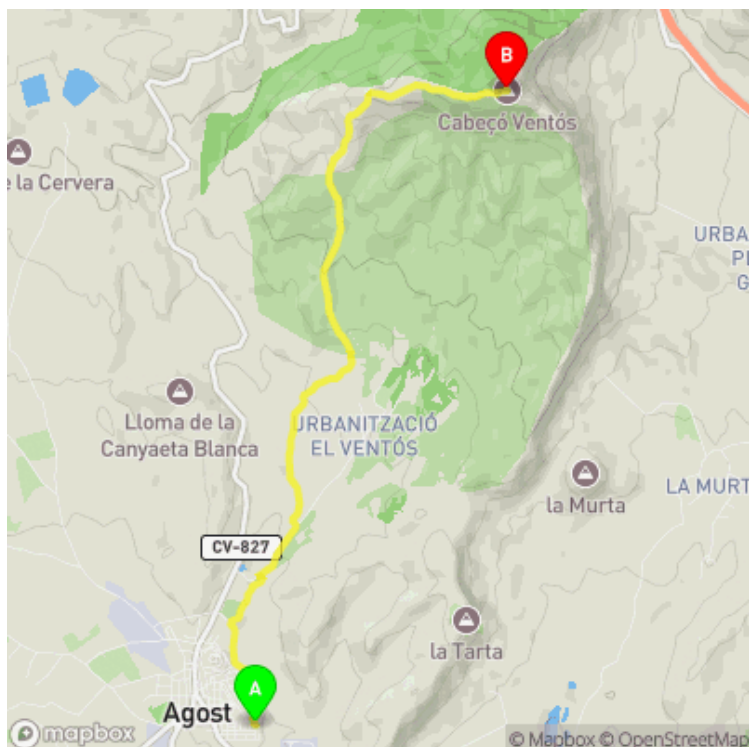 B
Cabeçó Ventós
e la Cervera
URBA
P
G
Lloma de la
Canyaeta Blanca
URBANITZACIÓ
EL VENTÓS
la Murta
LA MURT
CV-827
la Tarta
A
Agost
mapbox
© Mapbox © OpenStreetMap